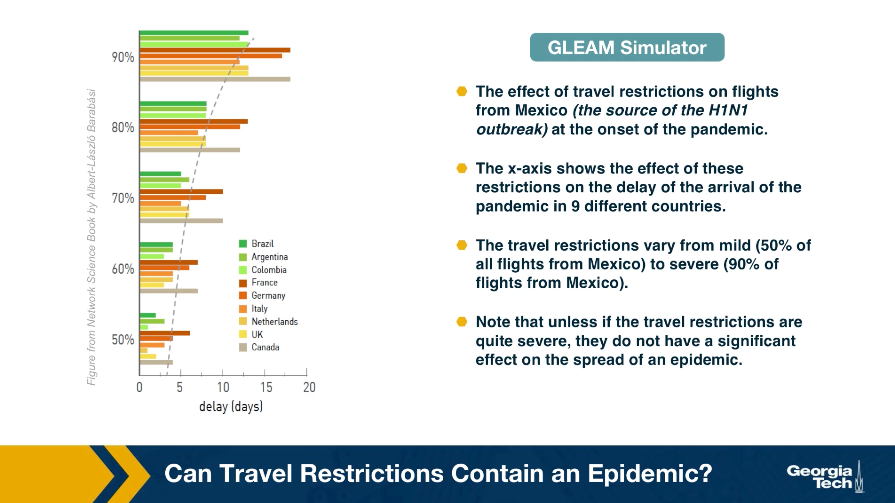 GLEAM Simulator
The effect of travel restrictions on flights
from Mexico (the source of the H1N1
outbreak) at the onset of the pandemic.
The x-axis shows the effect of these
restrictions on the delay of the arrival of the
pandemic in 9 different countries.
The travel restrictions vary from mild (50% of
all flights from Mexico) to severe (90% of
flights from Mexico).
Note that unless if the travel restrictions are
quite severe, they do not have a significant
effect on the spread of an epidemic.
Figure from Network Science Book by Albert-László Barabási
90%
80%
70%
60%
50%
Brazil
Argentina
Colombia
France
Germany
Italy
Netherlands
UK
Canada
0 5 10 15 20
delay (days)
Can Travel Restrictions Contain an Epidemic?
Georgia
Tech